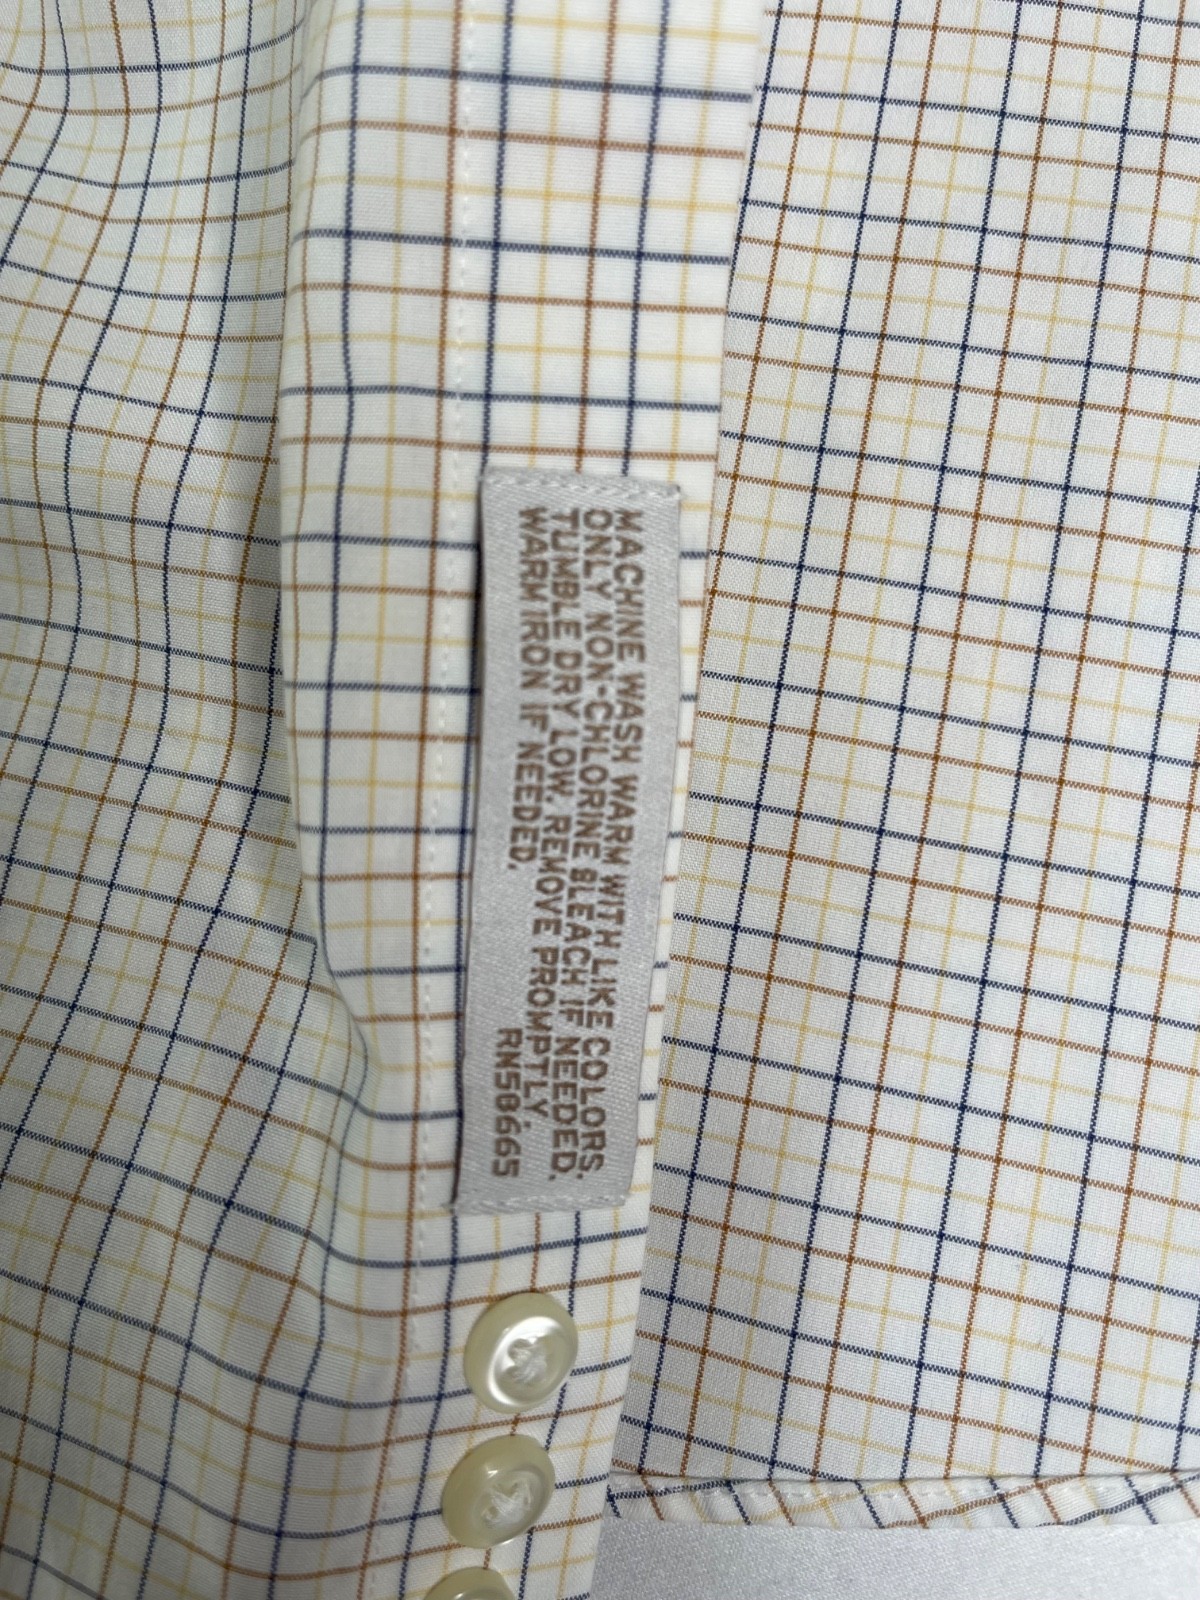 MACHINE WASH WARM WITH LIKE COLORS.
ONLY NON-CHLORINE BLEACH IF NEEDED.
TUMBLE DRY LOW. REMOVE PROMPTLY.
WARM IRON IF NEEDED.
RN58665